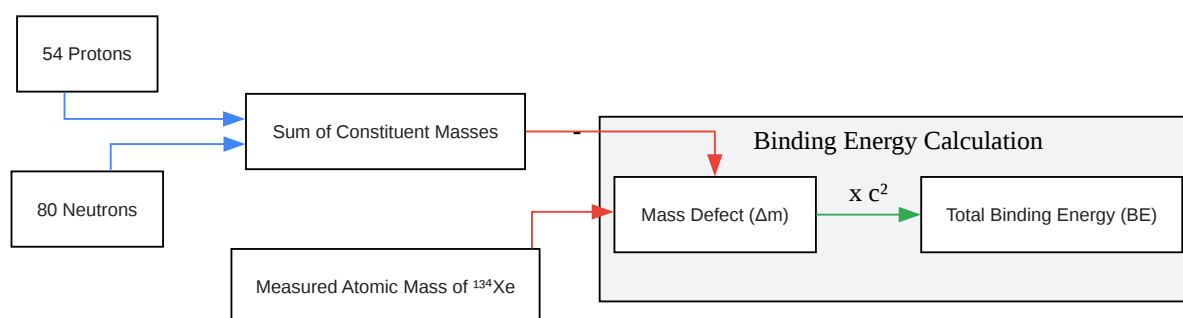 54 Protons
Sum of Constituent Masses
-
Binding Energy Calculation
80 Neutrons
Mass Defect (Δm)
x c²
Total Binding Energy (BE)
Measured Atomic Mass of ¹³⁴Xe